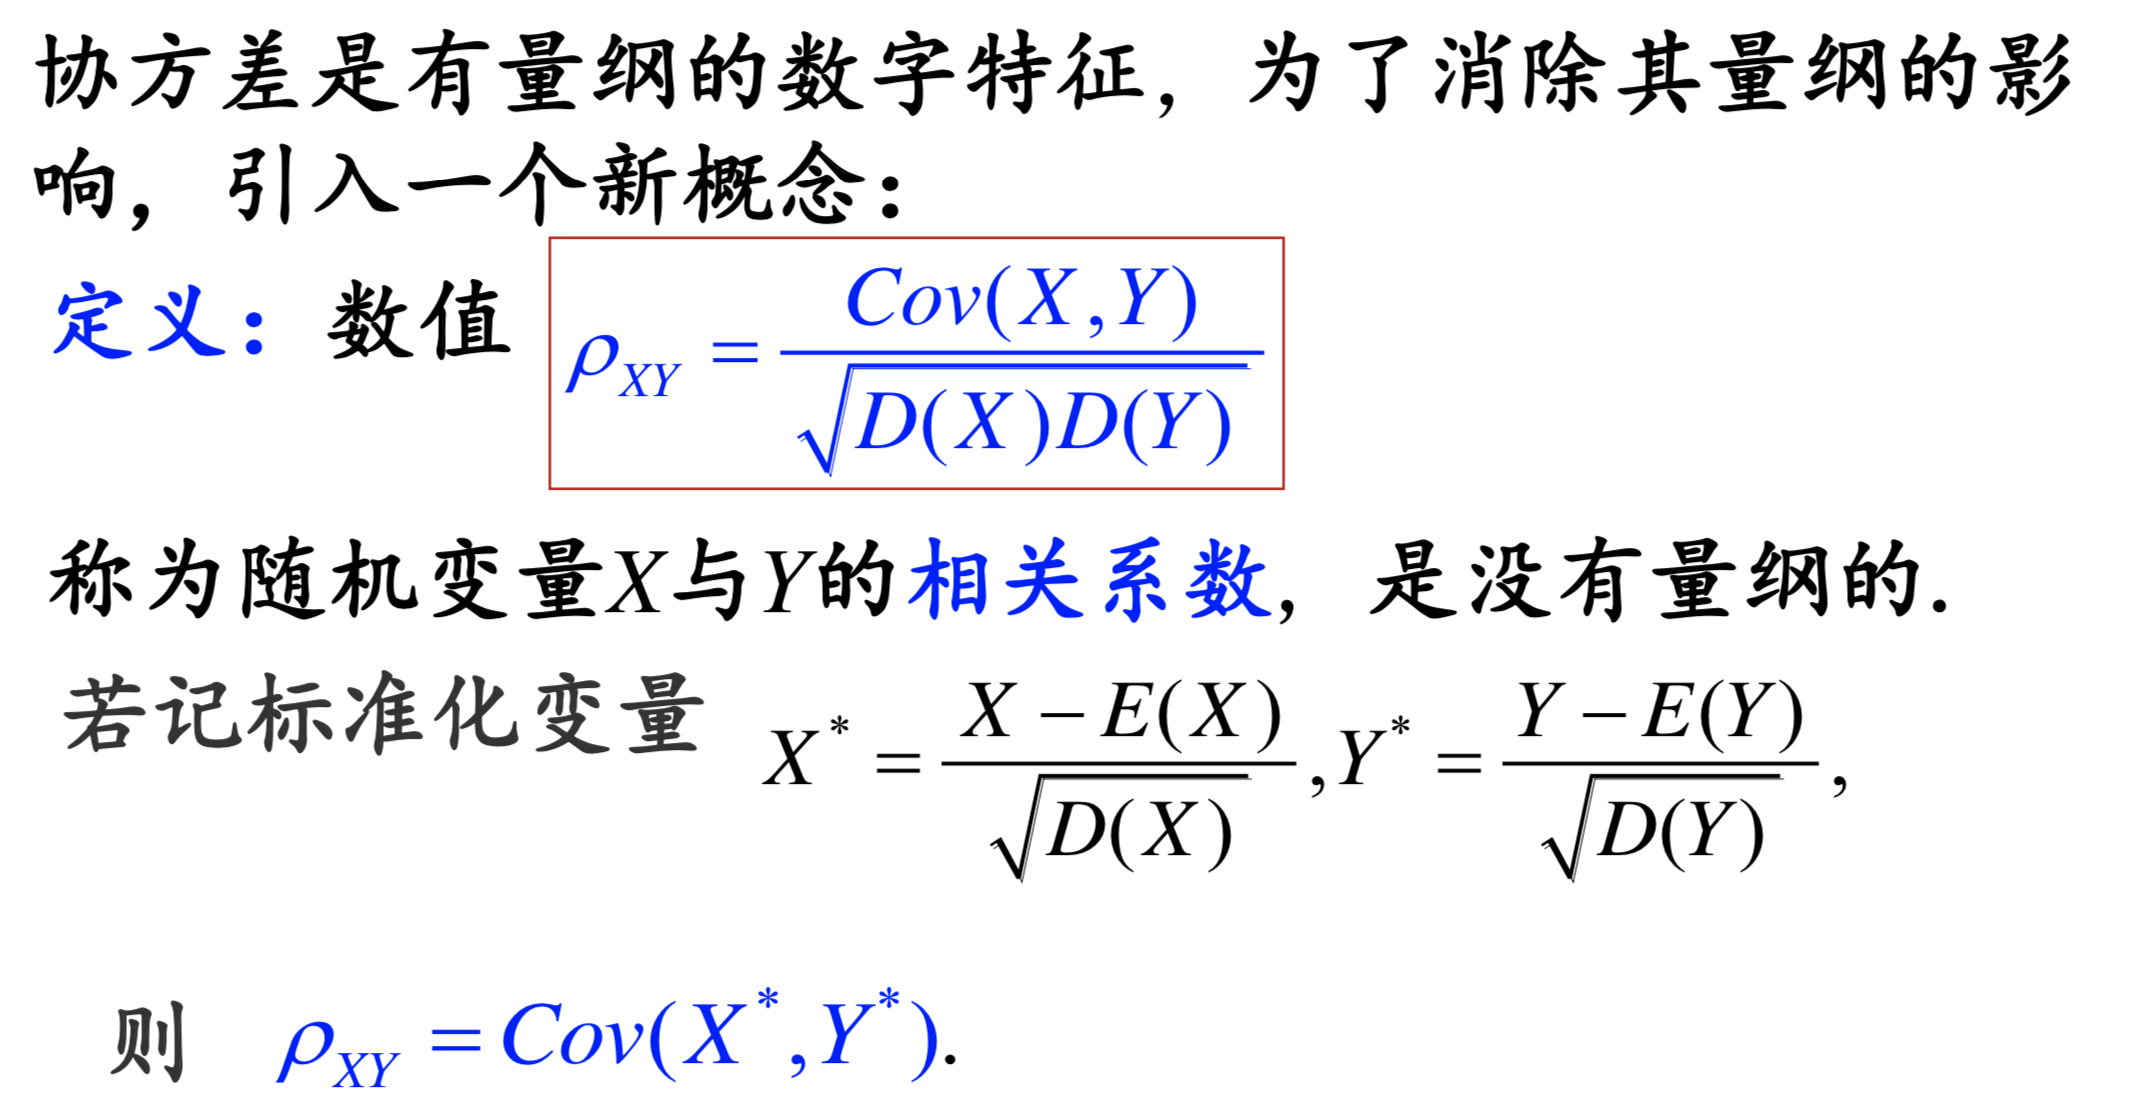 协方差是有量纲的数字特征，为了消除其量纲的影
响，引入一个新概念：
定义：数值 $\rho_{XY} = \frac{Cov(X,Y)}{\sqrt{D(X)D(Y)}}$
称为随机变量X与Y的相关系数，是没有量纲的.
若记标准化变量 $X^* = \frac{X-E(X)}{\sqrt{D(X)}}, Y^* = \frac{Y-E(Y)}{\sqrt{D(Y)}},$
则 $\rho_{XY} = Cov(X^*,Y^*).$